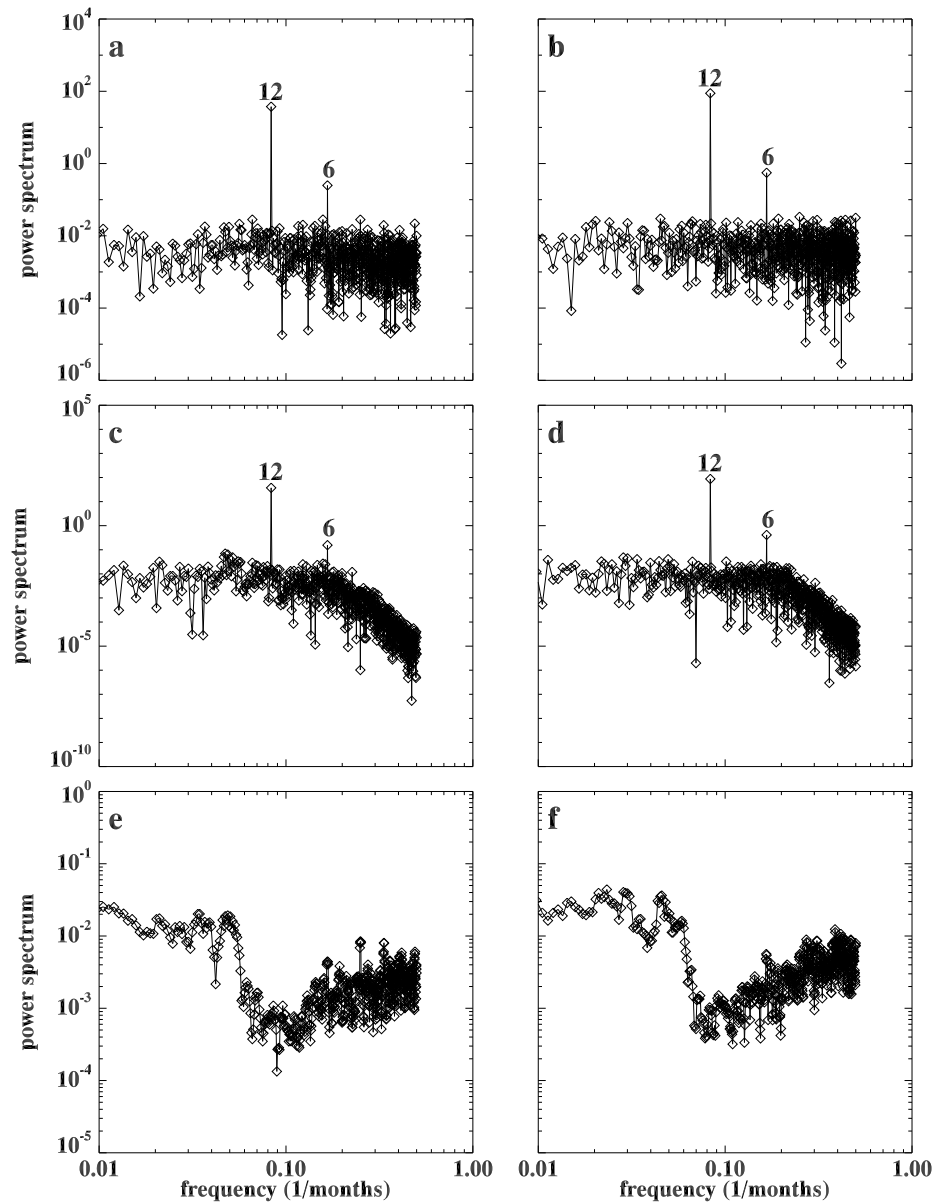 a
b
10^4
10^2
10^0
10^-2
10^-4
10^-6
power spectrum
12
6
12
6
c
d
10^5
10^0
10^-5
10^-10
power spectrum
12
6
12
6
e
f
10^0
10^-1
10^-2
10^-3
10^-4
10^-5
power spectrum
0.01
0.10
1.00
frequency (1/months)
0.01
0.10
1.00
frequency (1/months)